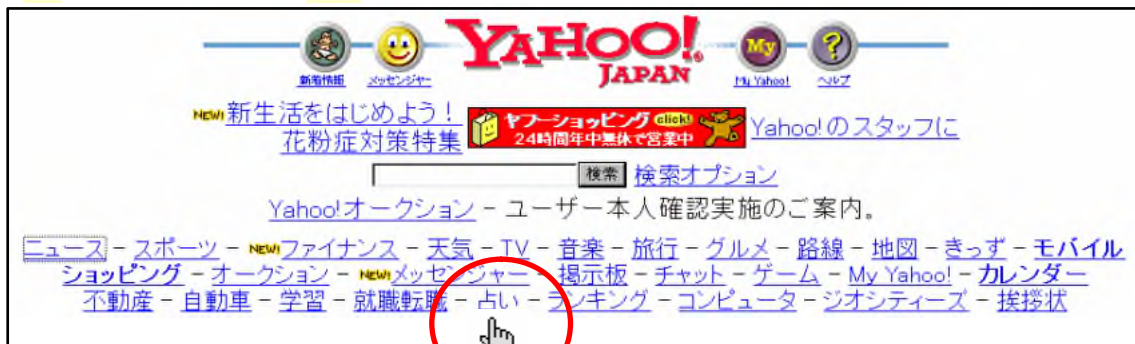 YAHOO! JAPAN
新着情報 メッセンジャー My Yahoo! ヘルプ
NEW! 新生活をはじめよう！
花粉症対策特集
ヤフーショッピング click!
24時間年中無休で営業中
Yahoo!のスタッフに
検索 検索オプション
Yahoo!オークション - ユーザー本人確認実施のご案内。
ニュース - スポーツ - NEW!ファイナンス - 天気 - TV - 音楽 - 旅行 - グルメ - 路線 - 地図 - きっず - モバイル
ショッピング - オークション - NEW!メッセンジャー - 掲示板 - チャット - ゲーム - My Yahoo! - カレンダー
不動産 - 自動車 - 学習 - 就職転職 - 占い - ランキング - コンピュータ - ジオシティーズ - 挨拶状